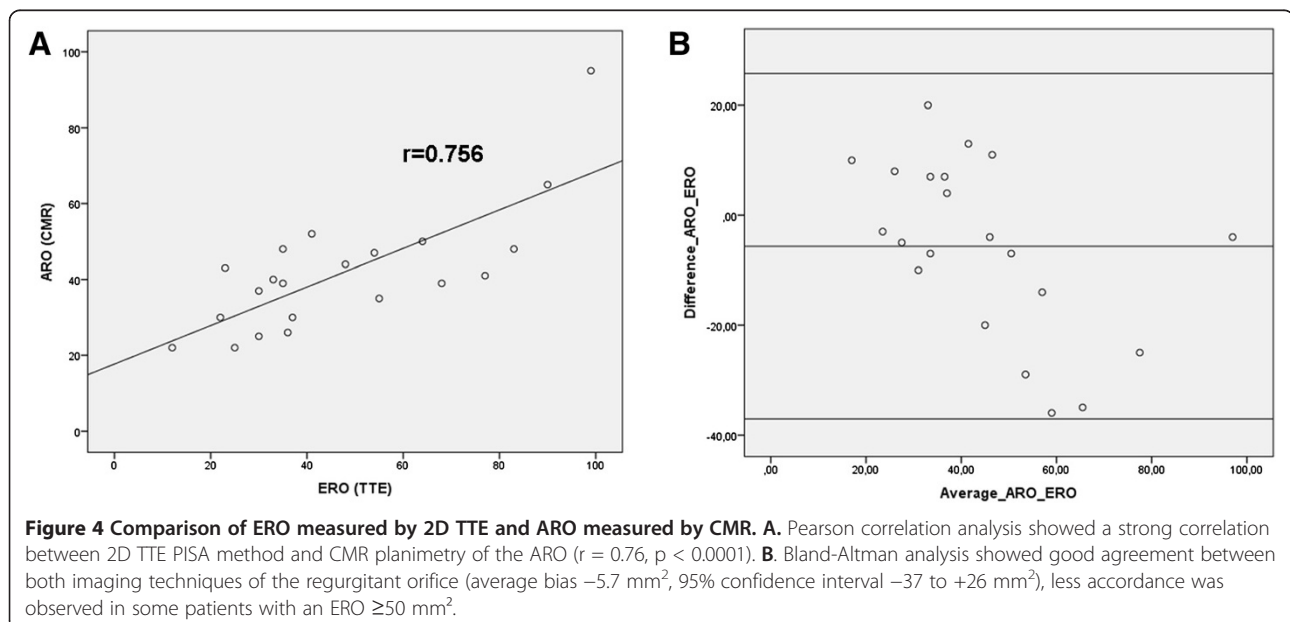 A
100
80
60
40
20
0
0 20 40 60 80 100
ARO (CMR)
ERO (TTE)
r=0.756
B
20,00
,00
-20,00
-40,00
,00 20,00 40,00 60,00 80,00 100,00
Difference_ARO_ERO
Average_ARO_ERO
Figure 4 Comparison of ERO measured by 2D TTE and ARO measured by CMR. A. Pearson correlation analysis showed a strong correlation
between 2D TTE PISA method and CMR planimetry of the ARO (r = 0.76, p < 0.0001). B. Bland-Altman analysis showed good agreement between
both imaging techniques of the regurgitant orifice (average bias −5.7 mm², 95% confidence interval −37 to +26 mm²), less accordance was
observed in some patients with an ERO ≥50 mm².